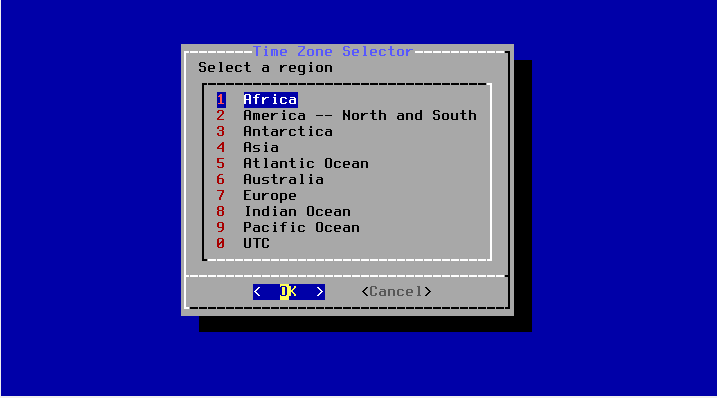 Time Zone Selector
Select a region
1 Africa
2 America -- North and South
3 Antarctica
4 Asia
5 Atlantic Ocean
6 Australia
7 Europe
8 Indian Ocean
9 Pacific Ocean
0 UTC
< OK > <Cancel>